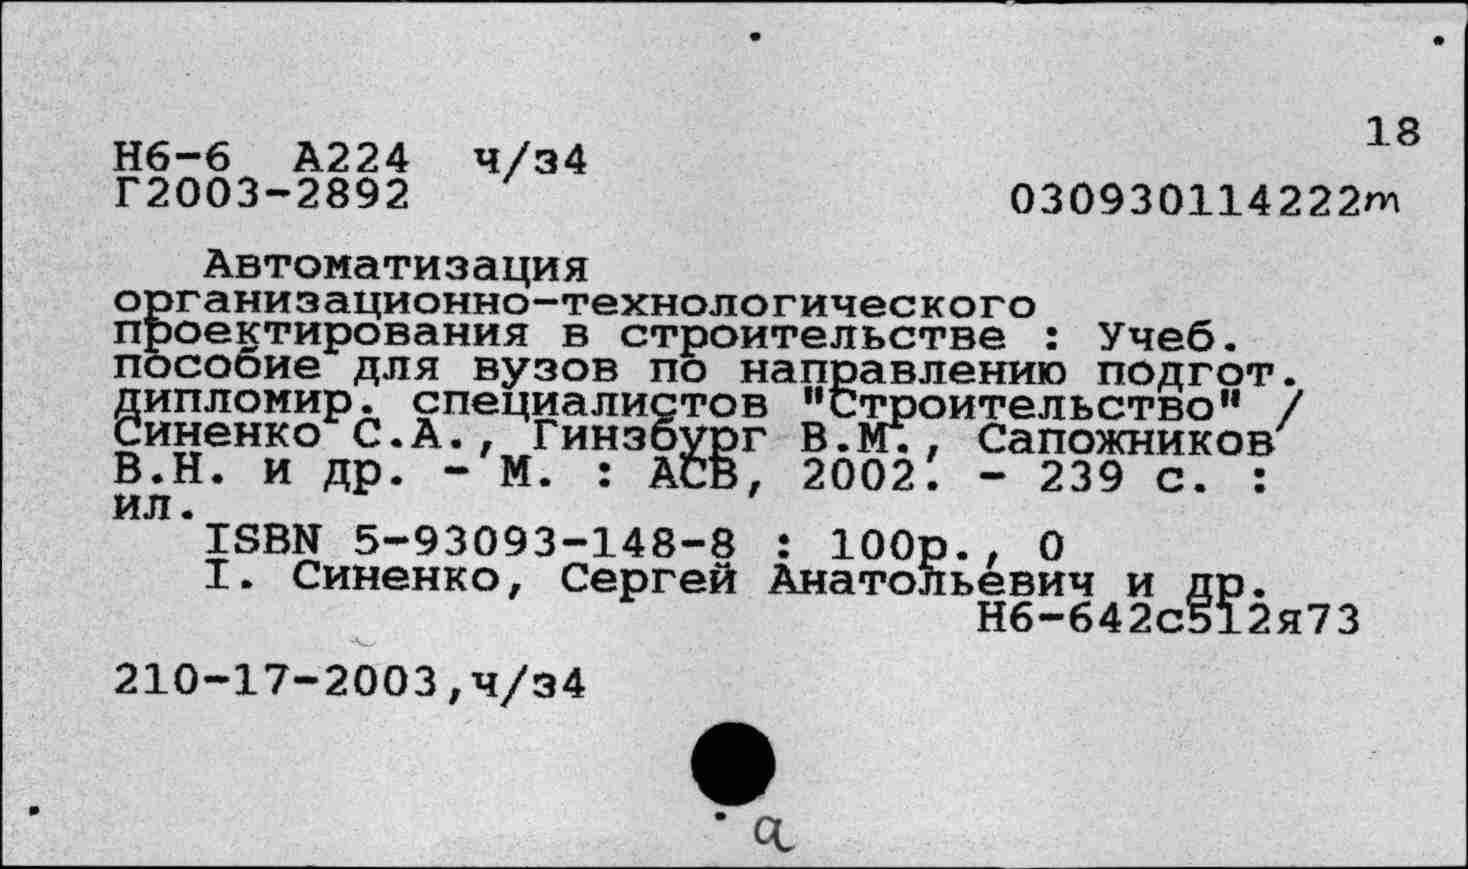 18
Н6-6 А224 ч/з4
Г2003-2892
030930114222m
Автоматизация
организационно-технологического
проектирования в строительстве : Учеб.
пособие для вузов по направлению подгот.
дипломир. специалистов "Строительство" /
Синенко С.А., Гинзбург В.М., Сапожников
В.Н. и др. - М. : АСВ, 2002. - 239 с. :
ил.
ISBN 5-93093-148-8 : 100р., 0
I. Синенко, Сергей Анатольевич и др.
Н6-642с512я73
210-17-2003,ч/з4
а